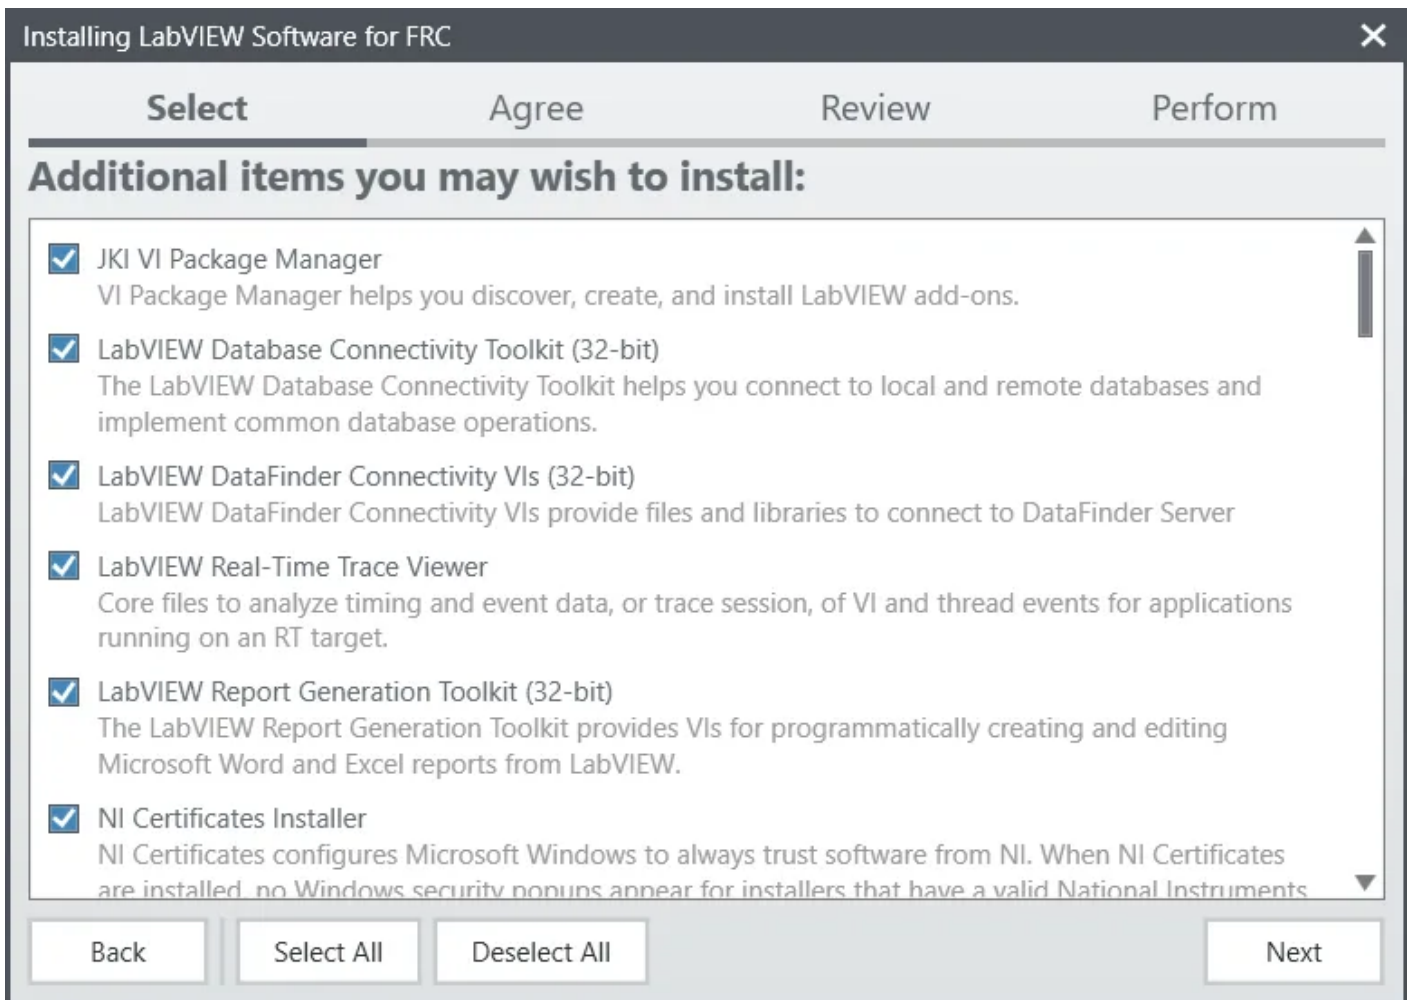 Installing LabVIEW Software for FRC
Select
Agree
Review
Perform
Additional items you may wish to install:
JKI VI Package Manager
VI Package Manager helps you discover, create, and install LabVIEW add-ons.
LabVIEW Database Connectivity Toolkit (32-bit)
The LabVIEW Database Connectivity Toolkit helps you connect to local and remote databases and
implement common database operations.
LabVIEW DataFinder Connectivity VIs (32-bit)
LabVIEW DataFinder Connectivity VIs provide files and libraries to connect to DataFinder Server
LabVIEW Real-Time Trace Viewer
Core files to analyze timing and event data, or trace session, of VI and thread events for applications
running on an RT target.
LabVIEW Report Generation Toolkit (32-bit)
The LabVIEW Report Generation Toolkit provides VIs for programmatically creating and editing
Microsoft Word and Excel reports from LabVIEW.
NI Certificates Installer
NI Certificates configures Microsoft Windows to always trust software from NI. When NI Certificates
are installed, no Windows security popups appear for installers that have a valid National Instruments
Back
Select All
Deselect All
Next